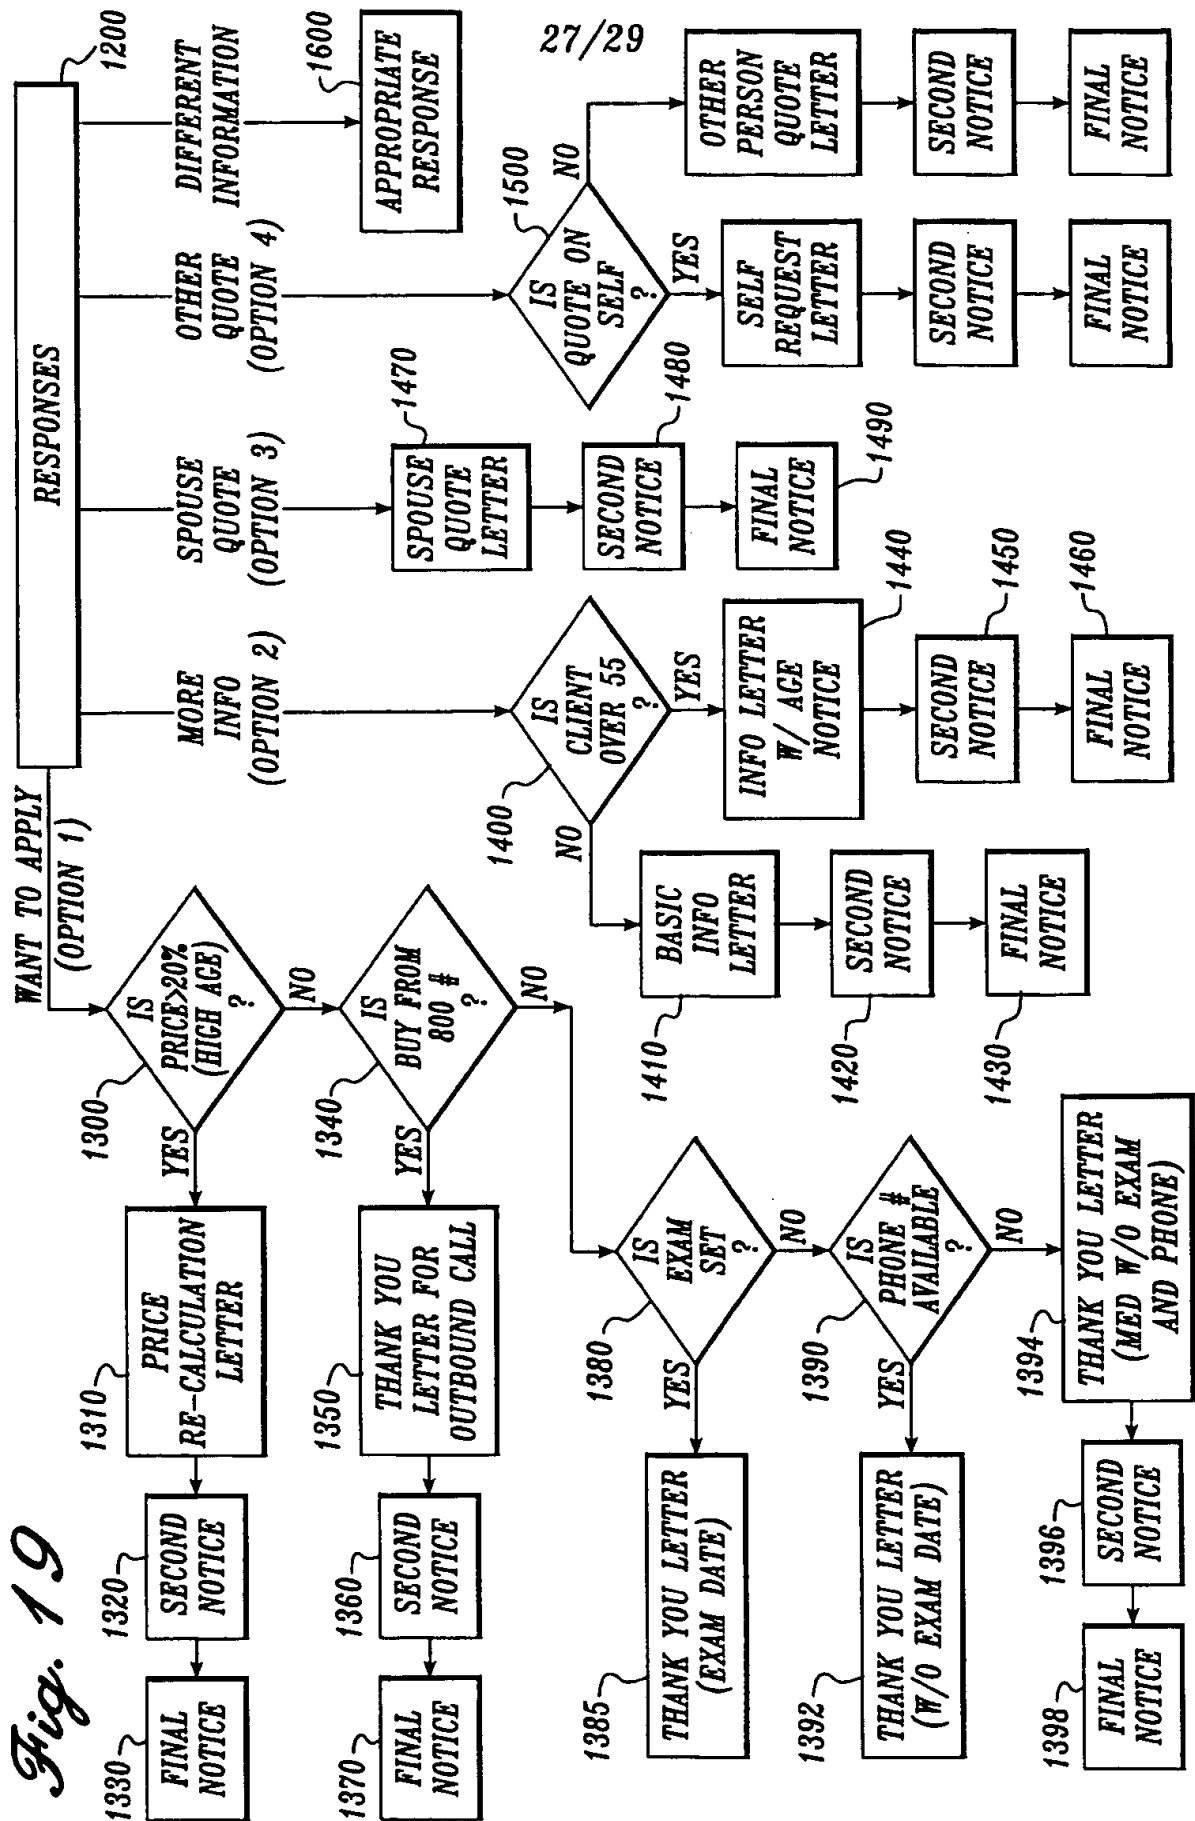 27/29
Fig. 19
RESPONSES
1200
WANT TO APPLY
(OPTION 1)
MORE
INFO
(OPTION 2)
SPOUSE
QUOTE
(OPTION 3)
OTHER
QUOTE
(OPTION 4)
DIFFERENT
INFORMATION
1300
IS
PRICE>20%
(HIGH AGE)
?
YES
NO
1310
PRICE
RE-CALCULATION
LETTER
1320
SECOND
NOTICE
1330
FINAL
NOTICE
1340
IS
BUY FROM
800 #
?
YES
NO
1350
THANK YOU
LETTER FOR
OUTBOUND CALL
1360
SECOND
NOTICE
1370
FINAL
NOTICE
1380
IS
EXAM
SET
?
YES
NO
1385
THANK YOU LETTER
(EXAM DATE)
1390
IS
PHONE #
AVAILABLE
?
YES
NO
1392
THANK YOU LETTER
(W/O EXAM DATE)
1394
THANK YOU LETTER
(MED W/O EXAM
AND PHONE)
1396
SECOND
NOTICE
1398
FINAL
NOTICE
1400
IS
CLIENT
OVER 55
?
NO
YES
1410
BASIC
INFO
LETTER
1420
SECOND
NOTICE
1430
FINAL
NOTICE
INFO LETTER
W/ AGE
NOTICE
1440
SECOND
NOTICE
1450
FINAL
NOTICE
1460
SPOUSE
QUOTE
LETTER
1470
SECOND
NOTICE
1480
FINAL
NOTICE
1490
IS
QUOTE ON
SELF
?
1500
YES
NO
SELF
REQUEST
LETTER
SECOND
NOTICE
FINAL
NOTICE
OTHER
PERSON
QUOTE
LETTER
SECOND
NOTICE
FINAL
NOTICE
APPROPRIATE
RESPONSE
1600